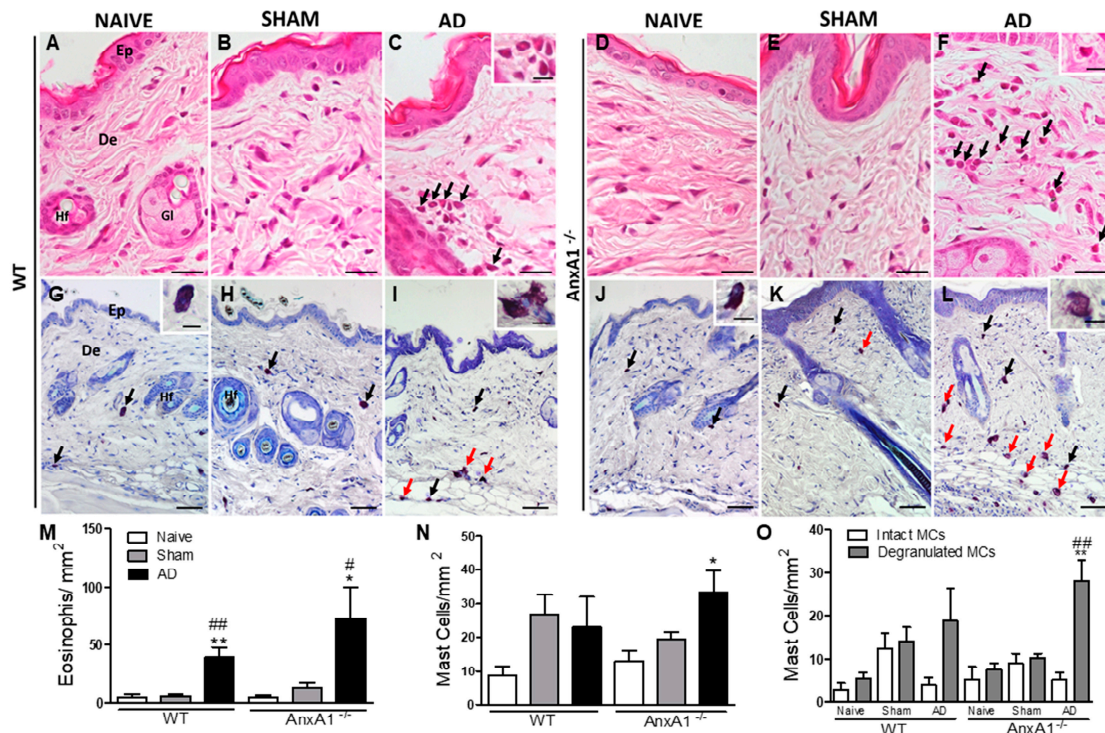 NAIVE SHAM AD NAIVE SHAM AD
A Ep B C D E F
De
Hf Gl
WT
AnxA1 -/-
G Ep H I J K L
De
Hf Hf
M N O
150
100
50
0
Eosinophis/ mm2
Naive
Sham
AD
##
**
#
*
WT AnxA1 -/-
50
40
30
20
10
0
Mast Cells/mm2
*
WT AnxA1 -/-
40
30
20
10
0
Mast Cells/mm2
Intact MCs
Degranulated MCs
##
**
Naive Sham AD Naive Sham AD
WT AnxA1-/-